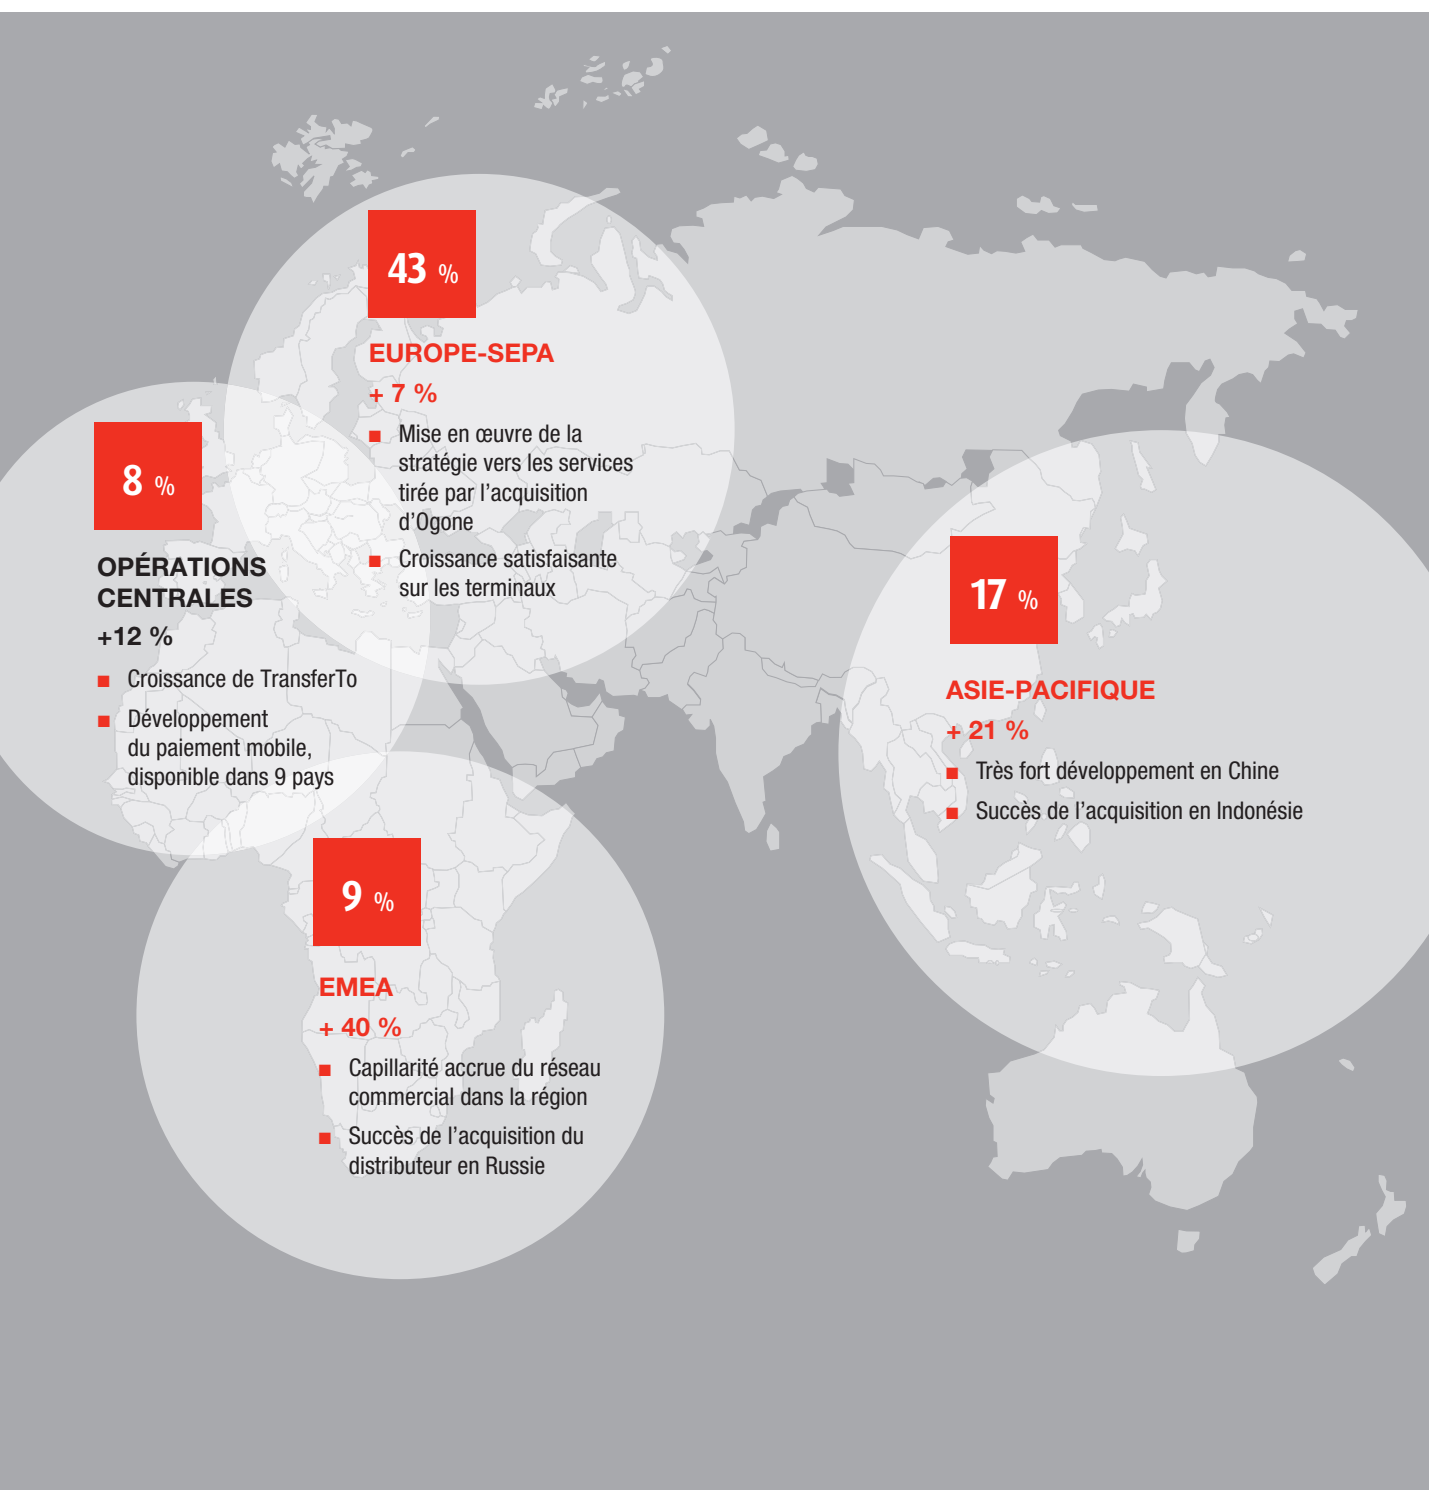 43 %
EUROPE-SEPA
+ 7 %
■ Mise en œuvre de la
stratégie vers les services
tirée par l’acquisition
d’Ogone
■ Croissance satisfaisante
sur les terminaux
8 %
OPÉRATIONS
CENTRALES
+12 %
■ Croissance de TransferTo
■ Développement
du paiement mobile,
disponible dans 9 pays
17 %
ASIE-PACIFIQUE
+ 21 %
■ Très fort développement en Chine
■ Succès de l’acquisition en Indonésie
9 %
EMEA
+ 40 %
■ Capillarité accrue du réseau
commercial dans la région
■ Succès de l’acquisition du
distributeur en Russie